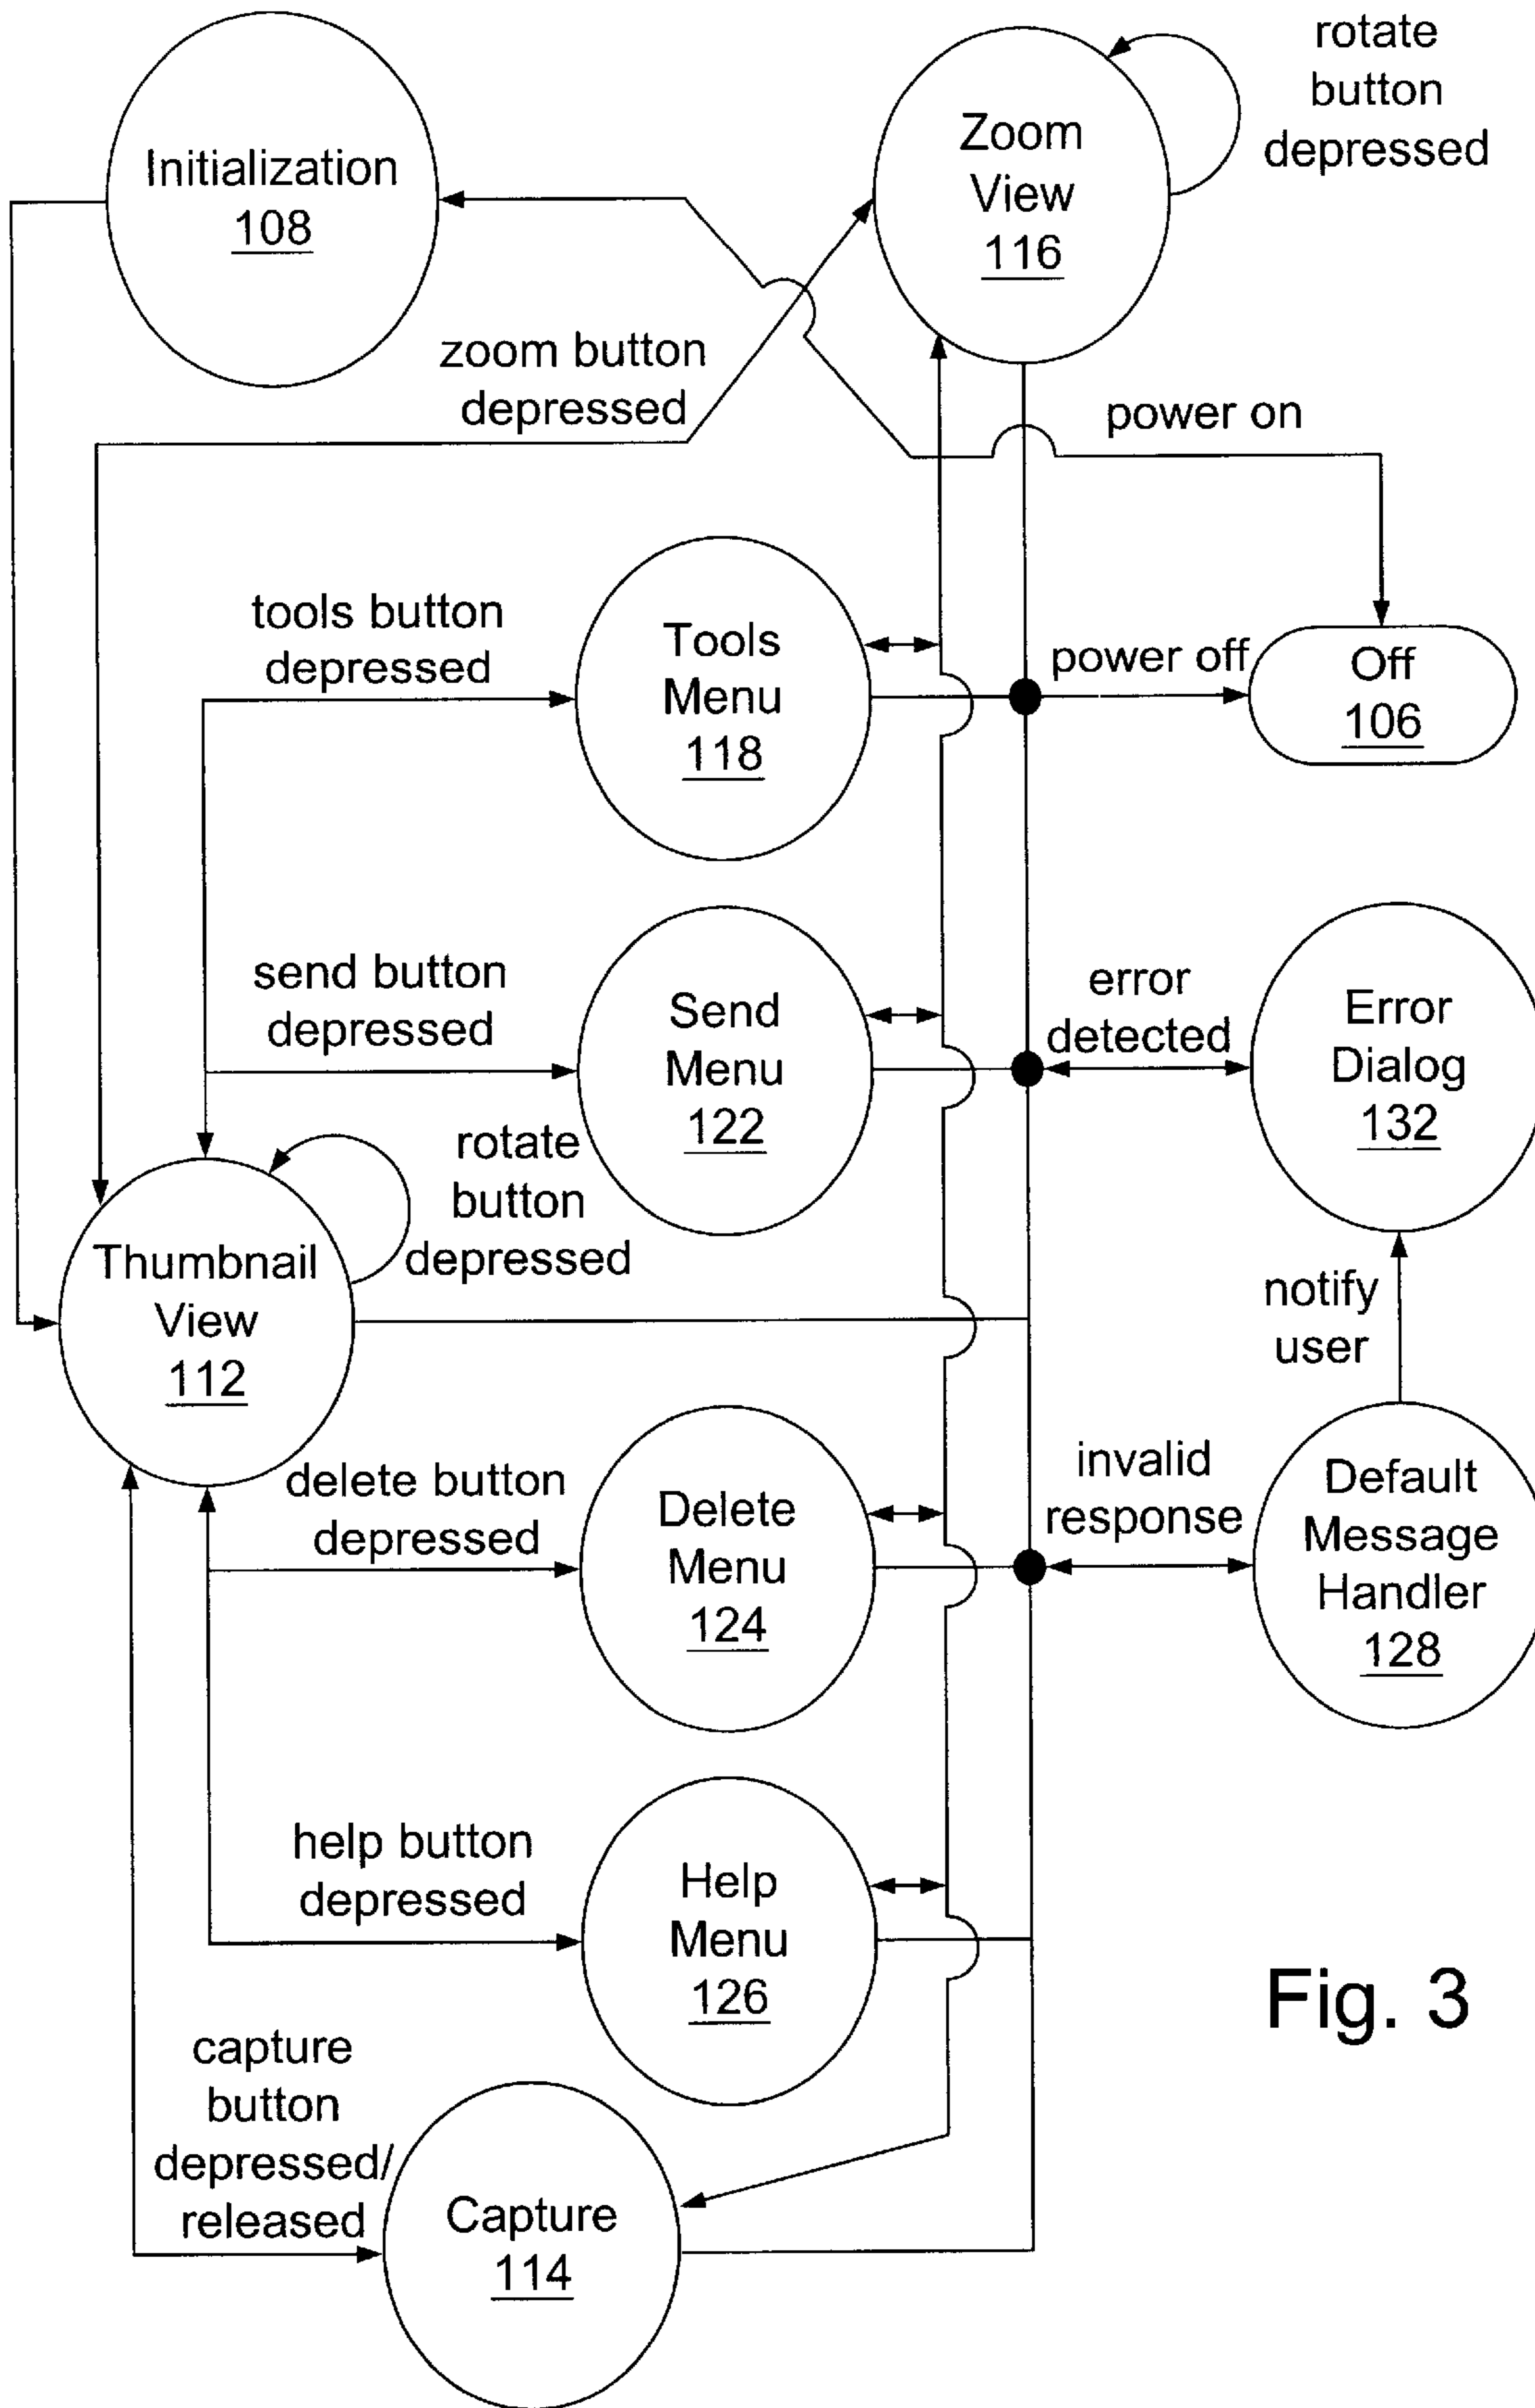 Initialization
108
Zoom
View
116
rotate
button
depressed
zoom button
depressed
power on
tools button
depressed
Tools
Menu
118
power off
Off
106
send button
depressed
Send
Menu
122
error
detected
Error
Dialog
132
rotate
button
depressed
Thumbnail
View
112
notify
user
delete button
depressed
Delete
Menu
124
invalid
response
Default
Message
Handler
128
help button
depressed
Help
Menu
126
Fig. 3
capture
button
depressed/
released
Capture
114